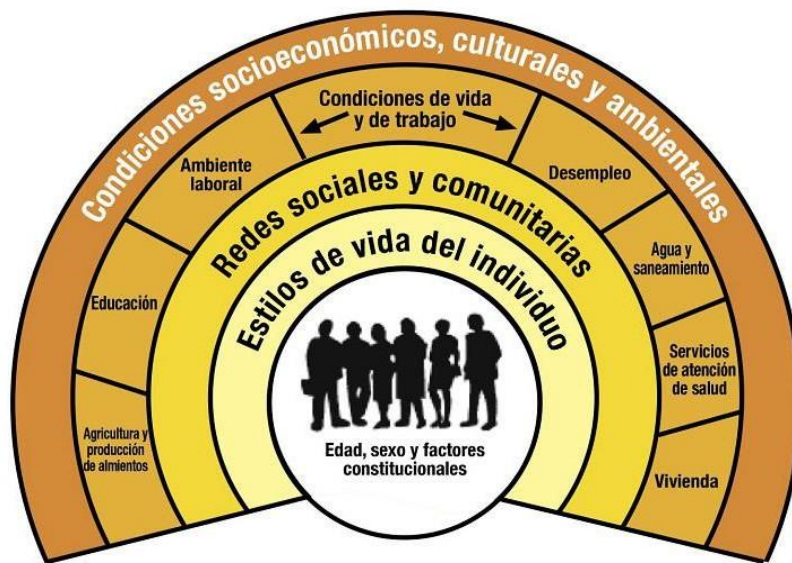 Condiciones socioeconómicos, culturales y ambientales
Condiciones de vida
y de trabajo
Ambiente
laboral
Desempleo
Educación
Agua y
saneamiento
Agricultura y
producción
de almientos
Servicios
de atención
de salud
Vivienda
Redes sociales y comunitarias
Estilos de vida del individuo
Edad, sexo y factores
constitucionales